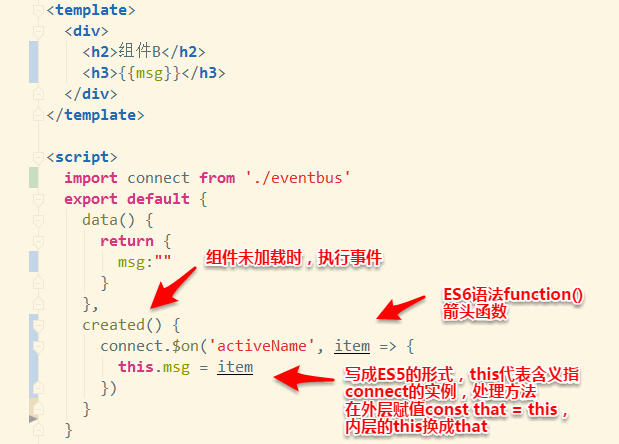 <template>
<div>
<h2>组件B</h2>
<h3>{{msg}}</h3>
</div>
</template>
<script>
import connect from './eventbus'
export default {
data() {
return {
msg:""
}
},
组件未加载时，执行事件
created() {
connect.$on('activeName', item => {
this.msg = item
})
}
}
ES6语法function()
箭头函数
写成ES5的形式，this代表含义指
connect的实例，处理方法
在外层赋值const that = this，
内层的this换成that